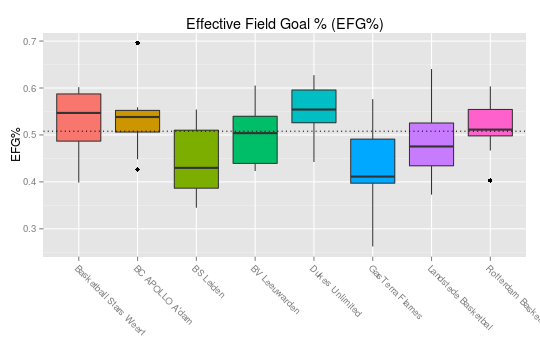 Effective Field Goal % (EFG%)
EFG%
0.7
0.6
0.5
0.4
0.3
Basketball Stars Weert
BC APOLLO A'dam
BS Leiden
BV Leeuwarden
Dukes Unlimited
GasTerra Flames
Landstede Basketbal
Rotterdam Baske